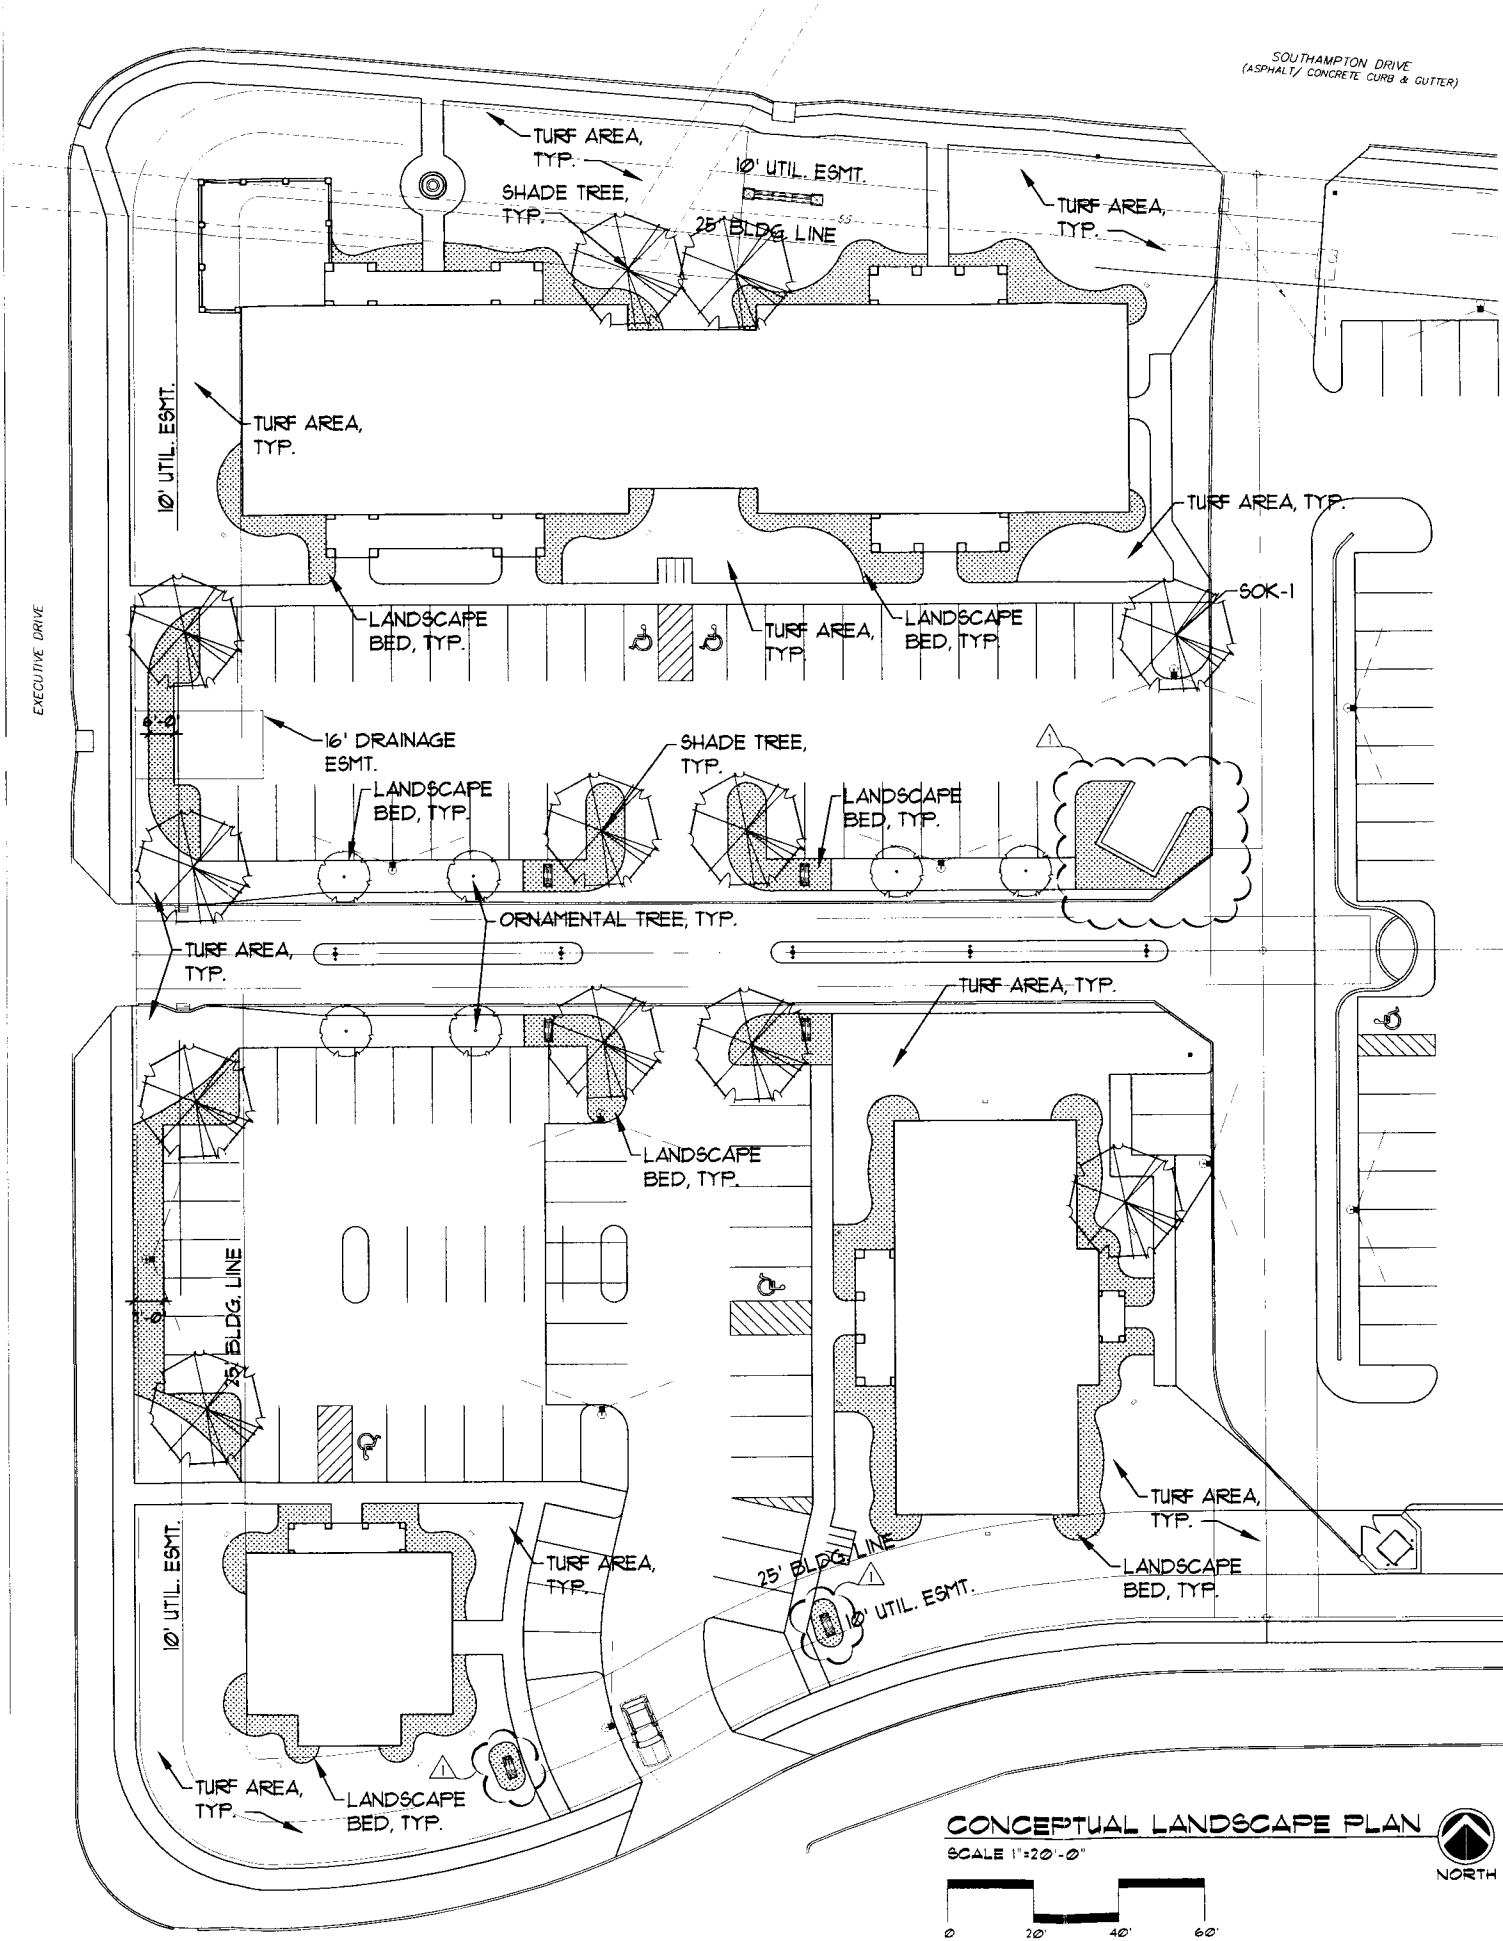 SOUTHAMPTON DRIVE
(ASPHALT/ CONCRETE CURB & GUTTER)
TURF AREA,
TYP.
10' UTIL. ESMT.
SHADE TREE,
TYP.
25' BLDG. LINE
SS
TURF AREA,
TYP.
10' UTIL. ESMT.
TURF AREA,
TYP.
TURF AREA, TYP.
EXECUTIVE DRIVE
LANDSCAPE
BED, TYP.
TURF AREA,
TYP.
LANDSCAPE
BED, TYP.
SOK-1
16' DRAINAGE
ESMT.
SHADE TREE,
TYP.
1
LANDSCAPE
BED, TYP.
LANDSCAPE
BED, TYP.
ORNAMENTAL TREE, TYP.
TURF AREA,
TYP.
TURF AREA, TYP.
LANDSCAPE
BED, TYP.
25' BLDG. LINE
TURF AREA,
TYP.
10' UTIL. ESMT.
TURF AREA,
TYP.
25' BLDG. LINE
1
10' UTIL. ESMT.
LANDSCAPE
BED, TYP.
1
TURF AREA,
TYP.
LANDSCAPE
BED, TYP.
CONCEPTUAL LANDSCAPE PLAN
SCALE 1"=20'-0"
NORTH
0 20' 40' 60'